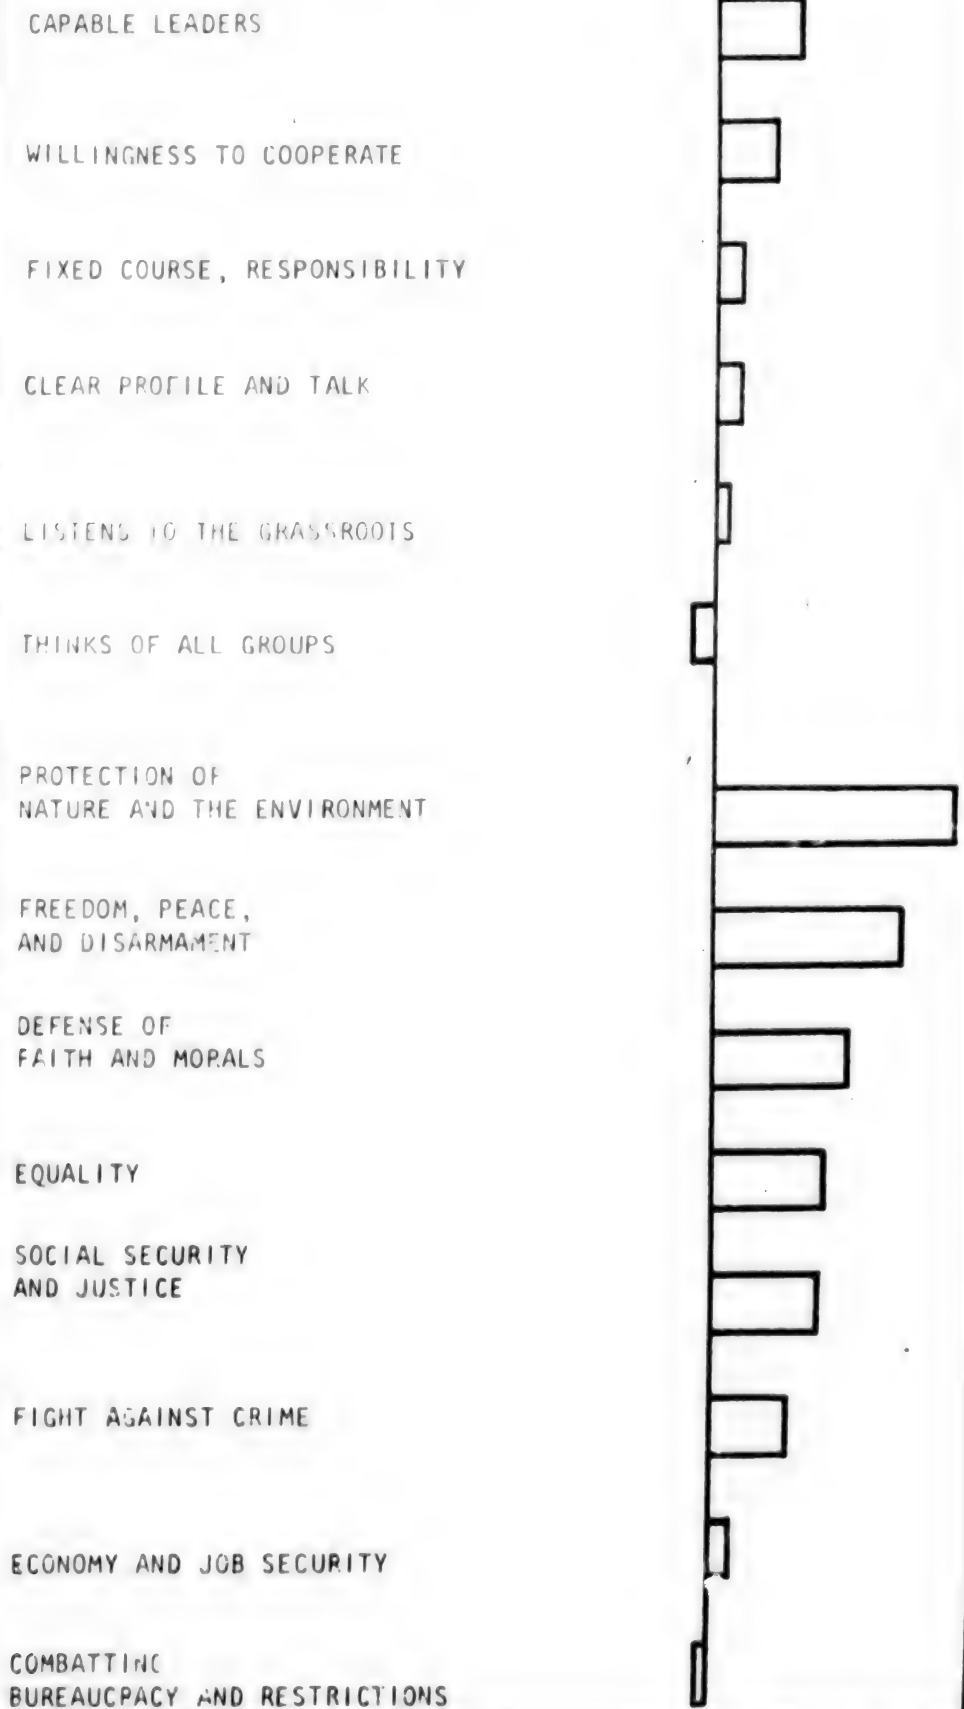 CAPABLE LEADERS
WILLINGNESS TO COOPERATE
FIXED COURSE, RESPONSIBILITY
CLEAR PROFILE AND TALK
LISTENS TO THE GRASSROOTS
THINKS OF ALL GROUPS
PROTECTION OF
NATURE AND THE ENVIRONMENT
FREEDOM, PEACE,
AND DISARMAMENT
DEFENSE OF
FAITH AND MORALS
EQUALITY
SOCIAL SECURITY
AND JUSTICE
FIGHT AGAINST CRIME
ECONOMY AND JOB SECURITY
COMBATTING
BUREAUCRACY AND RESTRICTIONS